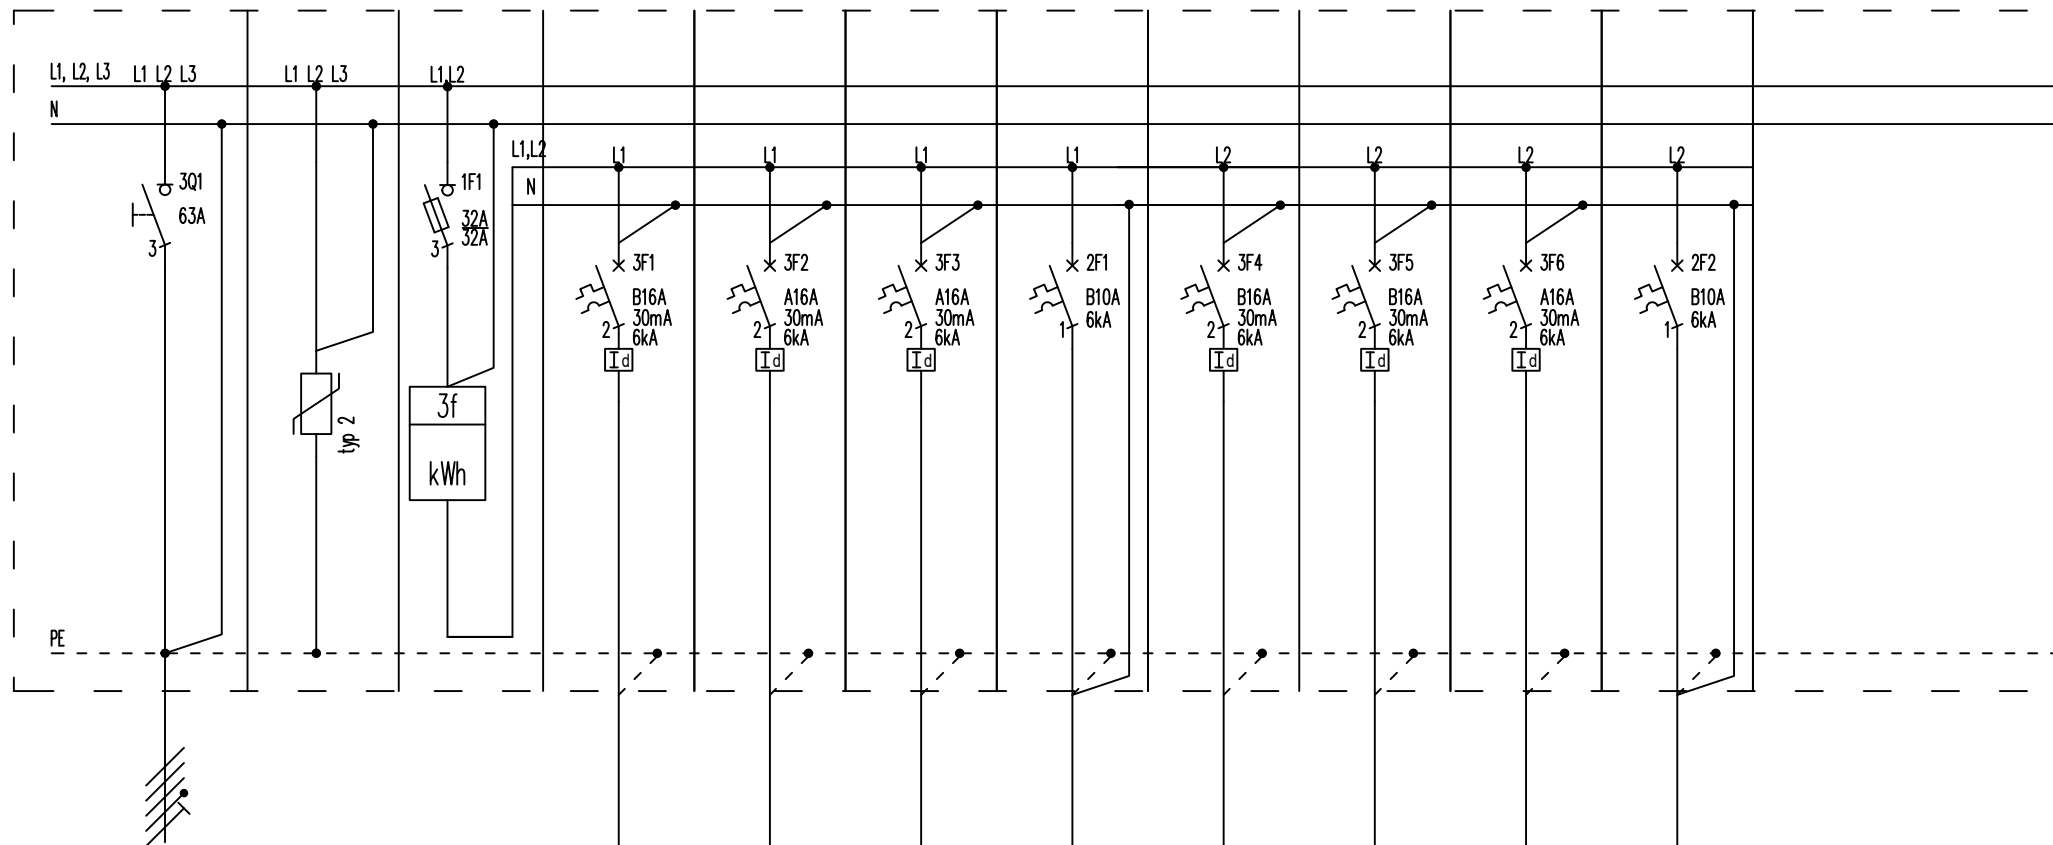 L1, L2, L3
L1 L2 L3
L1 L2 L3
L1,L2
N
L1,L2
N
L1
L1
L1
L1
L2
L2
L2
L2
3Q1
63A
3
1F1
32A
32A
3
3F1
B16A
30mA
6kA
2
Id
3F2
A16A
30mA
6kA
2
Id
3F3
A16A
30mA
6kA
2
Id
2F1
B10A
6kA
1
3F4
B16A
30mA
6kA
2
Id
3F5
B16A
30mA
6kA
2
Id
3F6
A16A
30mA
6kA
2
Id
2F2
B10A
6kA
1
typ 2
3f
kWh
PE